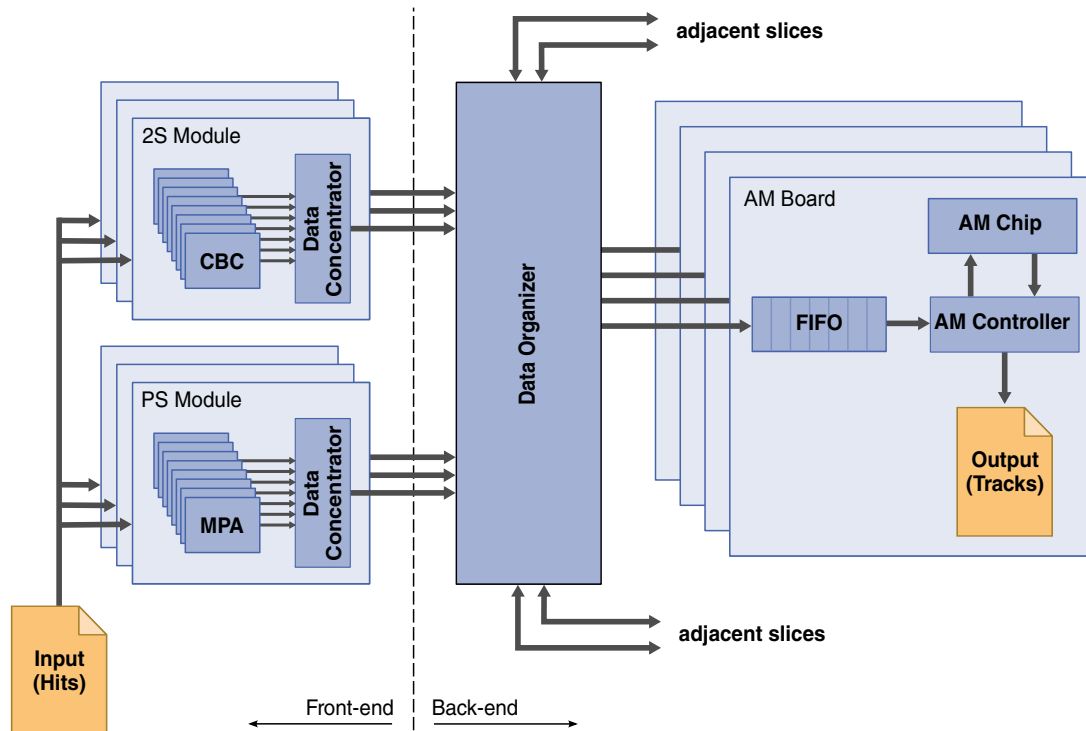 adjacent slices
2S Module
CBC
Data
Concentrator
PS Module
MPA
Data
Concentrator
Input
(Hits)
Data Organizer
AM Board
AM Chip
FIFO
AM Controller
Output
(Tracks)
adjacent slices
Front-end
Back-end